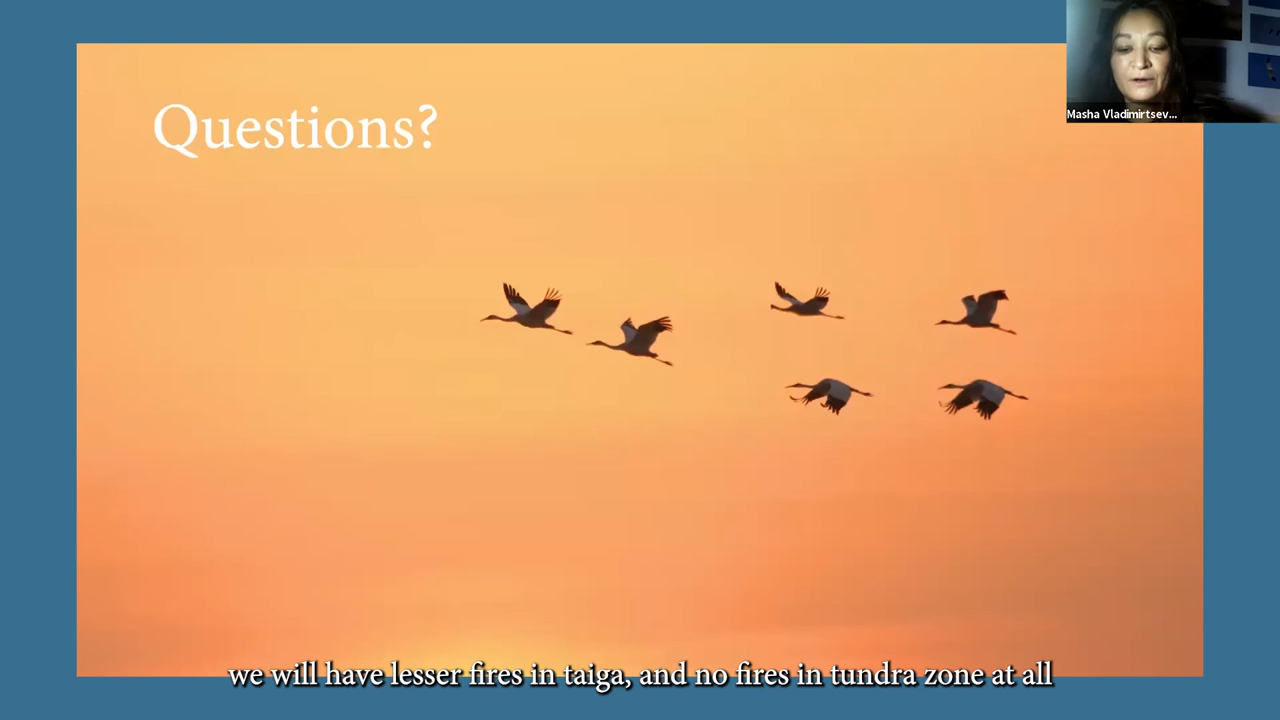 Questions?
Masha Vladimirtsev...
we will have lesser fires in taiga, and no fires in tundra zone at all